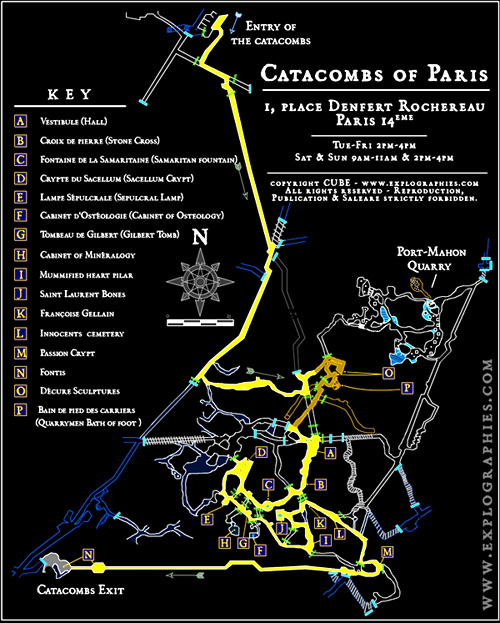 Entry of
the catacombs
Catacombs of Paris
1, place Denfert Rochereau
Paris 14eme
Tue-Fri 2pm-4pm
Sat & Sun 9am-11am & 2pm-4pm
copyright CUBE - www.explographies.com
All rights reserved - Reproduction,
Publication & Saleare strictly forbidden.
KEY
A Vestibule (Hall)
B Croix de pierre (Stone Cross)
C Fontaine de la Samaritaine (Samaritan fountain)
D Crypte du Sacellum (Sacellum Crypt)
E Lampe Sépulcrale (Sepulcral Lamp)
F Cabinet d'Ostéologie (Cabinet of Osteology)
G Tombeau de Gilbert (Gilbert Tomb)
H Cabinet of Minéralogy
I Mummified heart pilar
J Saint Laurent Bones
K Françoise Gellain
L Innocents cemetery
M Passion Crypt
N Fontis
O Décure Sculptures
P Bain de pied des carriers
(Quarrymen Bath of foot)
N
Port-Mahon
Quarry
O
P
A
D
B
C
E
J
K
L
H
G
F
I
M
N
Catacombs Exit
www.explographies.com